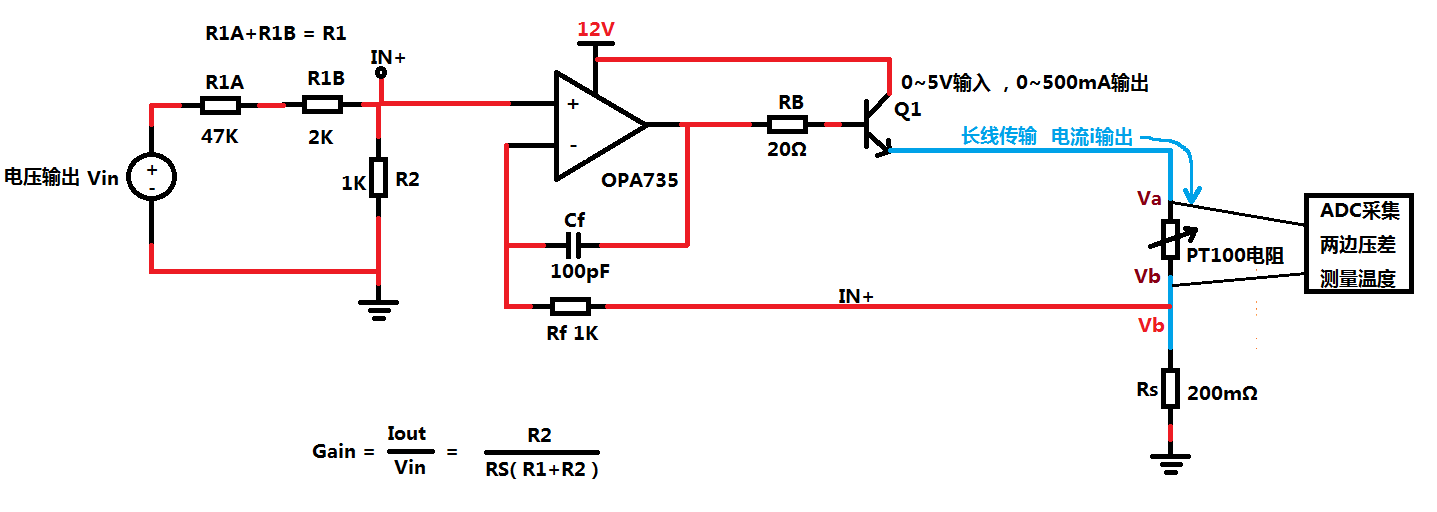 R1A+R1B = R1
IN+
R1A
R1B
47K
2K
电压输出 Vin
+
-
1K
R2
12V
+
-
OPA735
Cf
100pF
Rf 1K
RB
20Ω
Q1
0~5V输入 ，0~500mA输出
长线传输 电流i输出
Va
PT100电阻
Vb
ADC采集
两边压差
测量温度
IN+
Vb
Rs
200mΩ
Gain = Iout / Vin = R2 / RS( R1+R2 )